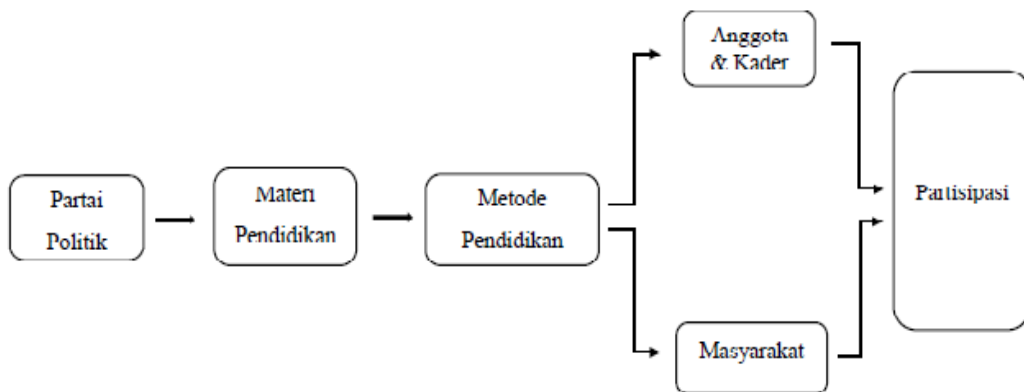 Partai
Politik
Materi
Pendidikan
Metode
Pendidikan
Anggota
& Kader
Masyarakat
Partisipasi